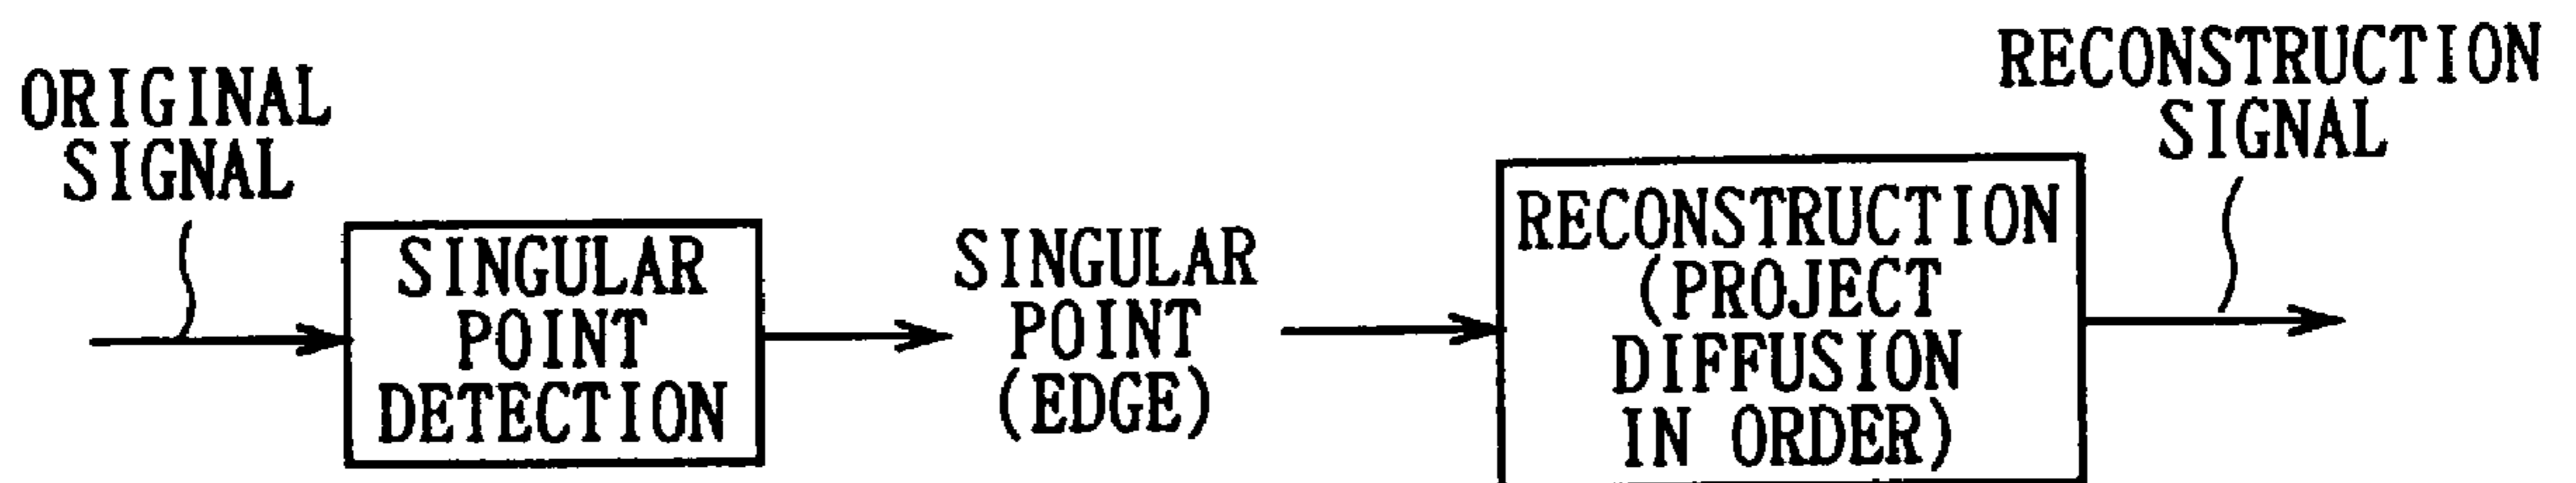 ORIGINAL
SIGNAL
SINGULAR
POINT
DETECTION
SINGULAR
POINT
(EDGE)
RECONSTRUCTION
(PROJECT
DIFFUSION
IN ORDER)
RECONSTRUCTION
SIGNAL